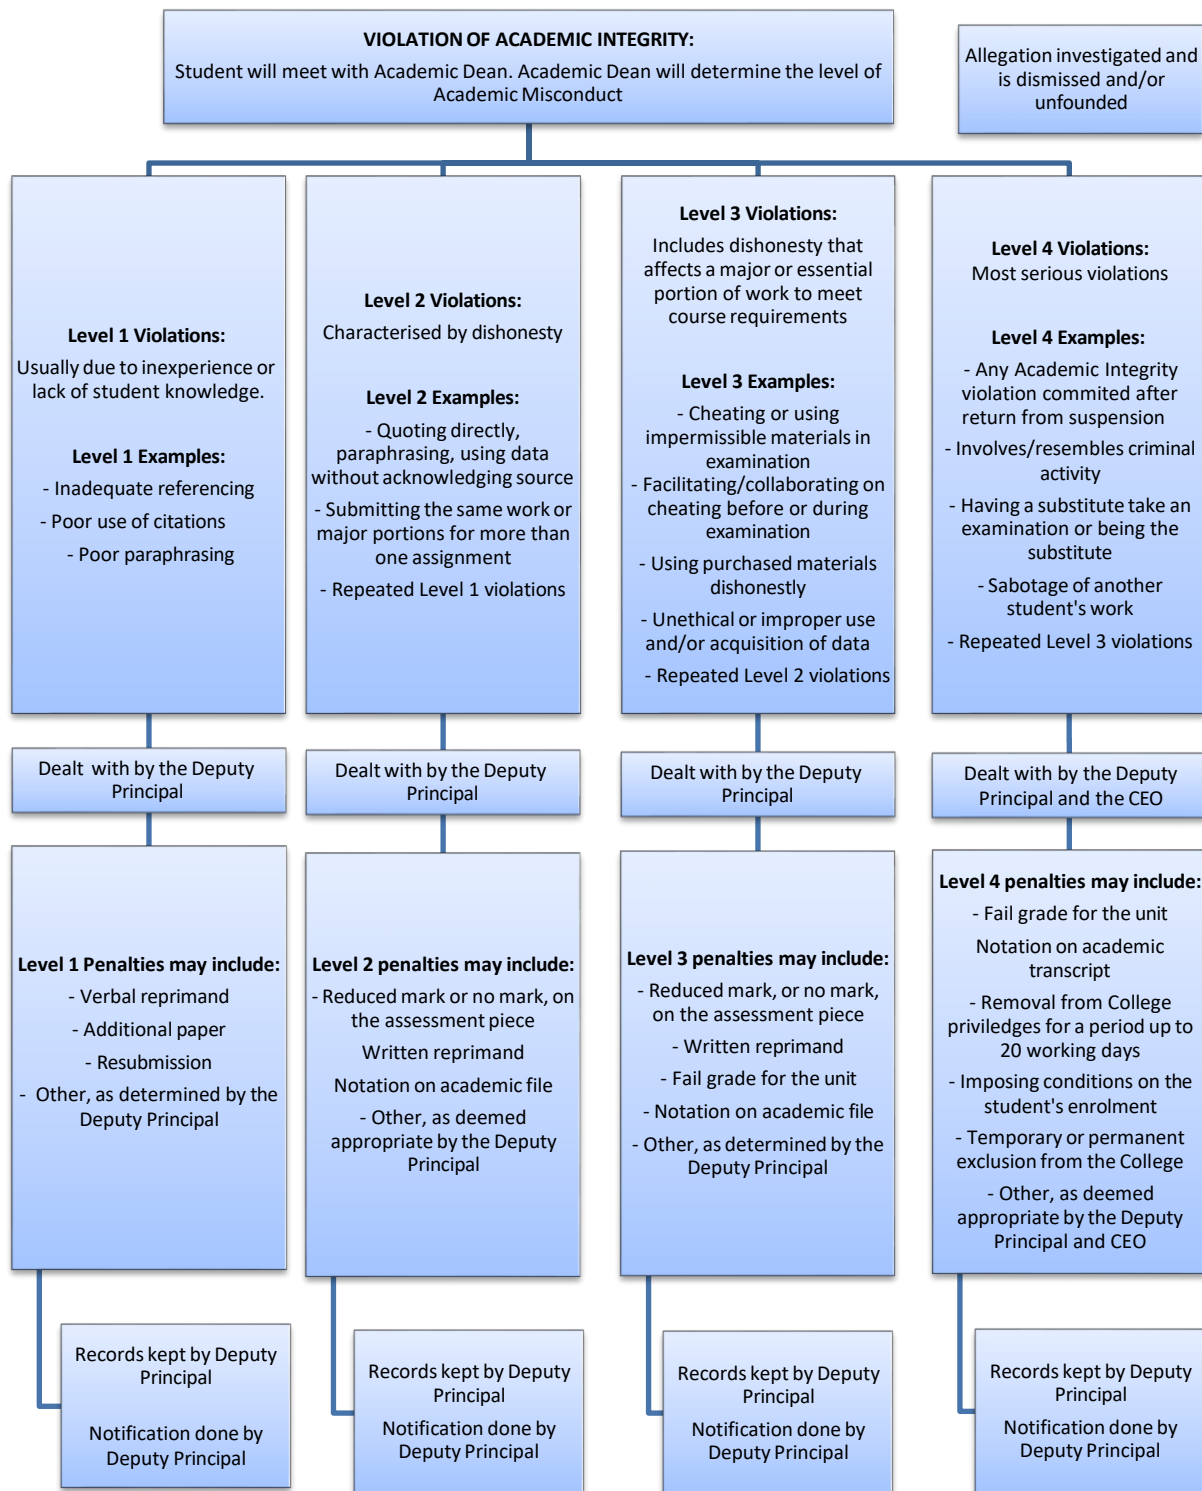 VIOLATION OF ACADEMIC INTEGRITY:
Student will meet with Academic Dean. Academic Dean will determine the level of
Academic Misconduct
Allegation investigated and
is dismissed and/or
unfounded
Level 1 Violations:
Usually due to inexperience or
lack of student knowledge.
Level 1 Examples:
- Inadequate referencing
- Poor use of citations
- Poor paraphrasing
Level 2 Violations:
Characterised by dishonesty
Level 2 Examples:
- Quoting directly,
paraphrasing, using data
without acknowledging source
- Submitting the same work or
major portions for more than
one assignment
- Repeated Level 1 violations
Level 3 Violations:
Includes dishonesty that
affects a major or essential
portion of work to meet
course requirements
Level 3 Examples:
- Cheating or using
impermissible materials in
examination
- Facilitating/collaborating on
cheating before or during
examination
- Using purchased materials
dishonestly
- Unethical or improper use
and/or acquisition of data
- Repeated Level 2 violations
Level 4 Violations:
Most serious violations
Level 4 Examples:
- Any Academic Integrity
violation commited after
return from suspension
- Involves/resembles criminal
activity
- Having a substitute take an
examination or being the
substitute
- Sabotage of another
student's work
- Repeated Level 3 violations
Dealt with by the Deputy
Principal
Dealt with by the Deputy
Principal
Dealt with by the Deputy
Principal
Dealt with by the Deputy
Principal and the CEO
Level 1 Penalties may include:
- Verbal reprimand
- Additional paper
- Resubmission
- Other, as determined by the
Deputy Principal
Level 2 penalties may include:
- Reduced mark or no mark, on
the assessment piece
Written reprimand
Notation on academic file
- Other, as deemed
appropriate by the Deputy
Principal
Level 3 penalties may include:
- Reduced mark, or no mark,
on the assessment piece
- Written reprimand
- Fail grade for the unit
- Notation on academic file
- Other, as determined by the
Deputy Principal
Level 4 penalties may include:
- Fail grade for the unit
Notation on academic
transcript
- Removal from College
priviledges for a period up to
20 working days
- Imposing conditions on the
student's enrolment
- Temporary or permanent
exclusion from the College
- Other, as deemed
appropriate by the Deputy
Principal and CEO
Records kept by Deputy
Principal
Notification done by
Deputy Principal
Records kept by Deputy
Principal
Notification done by
Deputy Principal
Records kept by Deputy
Principal
Notification done by
Deputy Principal
Records kept by Deputy
Principal
Notification done by
Deputy Principal